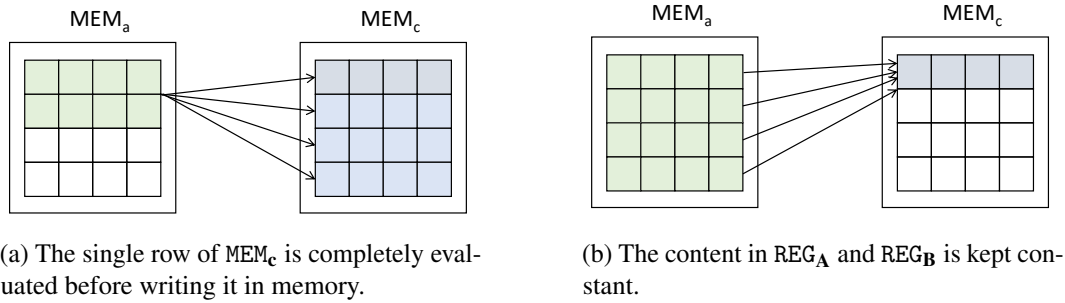 MEMa MEMc
MEMa MEMc
(a) The single row of MEMc is completely eval-
uated before writing it in memory.
(b) The content in REGA and REGB is kept con-
stant.